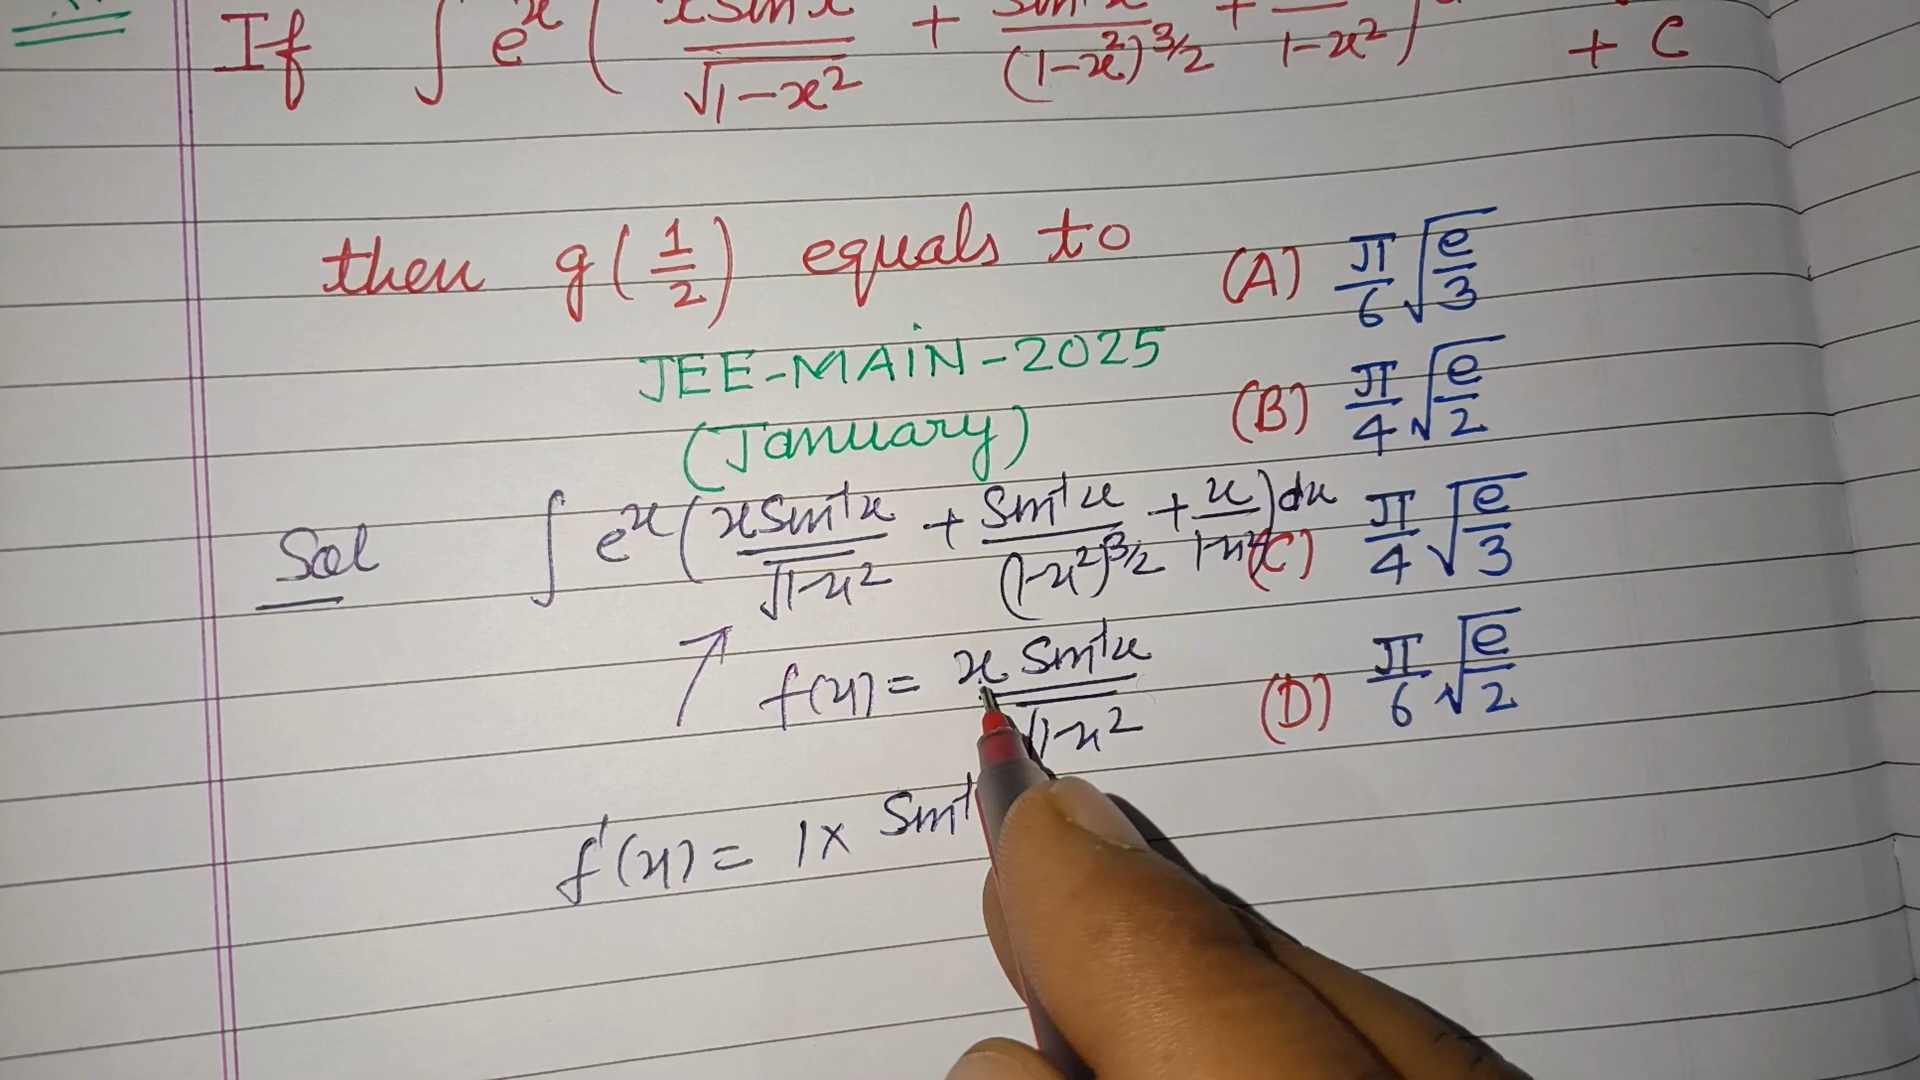 If ∫ e^x ( x sin⁻¹x / √1-x² + sin⁻¹x / (1-x²)^3/2 + / 1-x² ) + C
then g(1/2) equals to
(A) π/6 √e/3
JEE-MAIN-2025
(January)
(B) π/4 √e/2
Sol ∫ e^x ( x sin⁻¹x / √1-x² + sin⁻¹x / (1-x²)^3/2 + x / 1-x² ) dx
(C) π/4 √e/3
f(x) = x sin⁻¹x / √1-x²
(D) π/6 √e/2
f'(x) = 1 × sin⁻¹